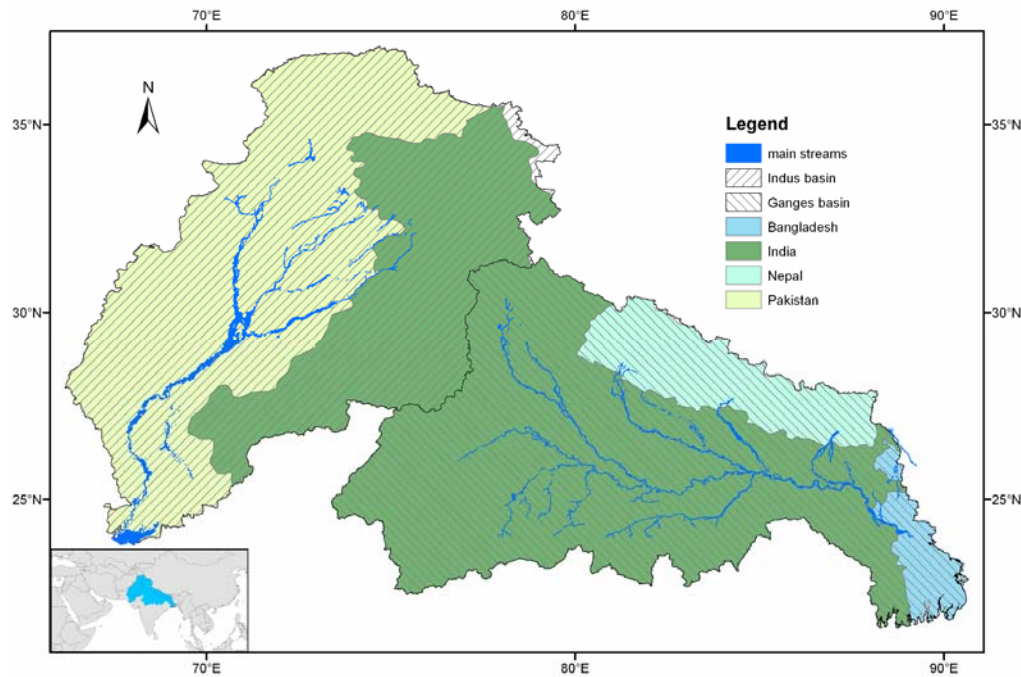 70°E 80°E 90°E
N
35°N 35°N
Legend
main streams
Indus basin
Ganges basin
Bangladesh
India
Nepal
Pakistan
30°N 30°N
25°N 25°N
70°E 80°E 90°E